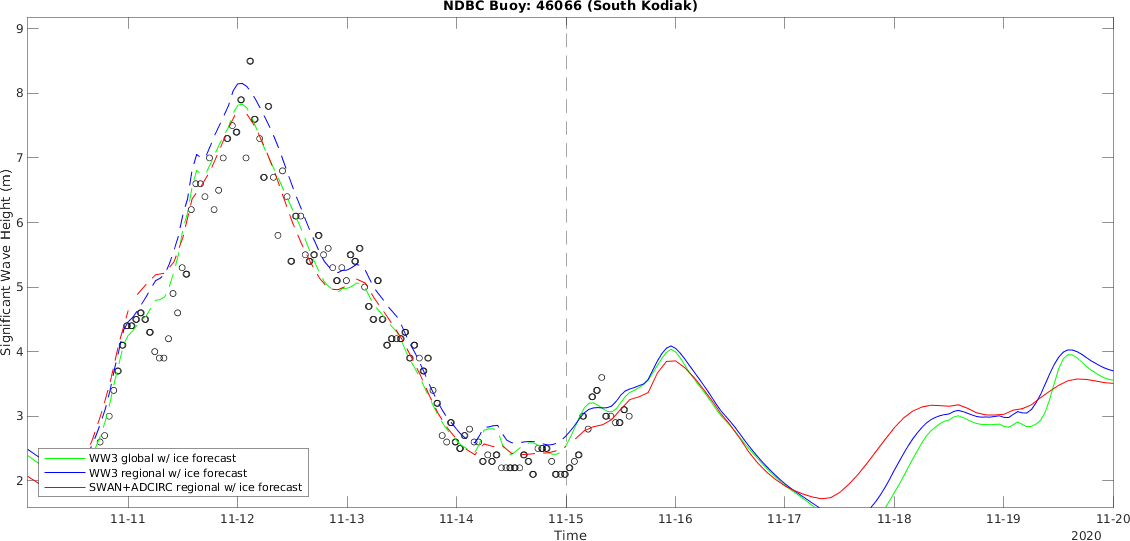 NDBC Buoy: 46066 (South Kodiak)
9
8
7
6
5
4
3
2
Significant Wave Height (m)
WW3 global w/ ice forecast
WW3 regional w/ ice forecast
SWAN+ADCIRC regional w/ ice forecast
11-11 11-12 11-13 11-14 11-15 11-16 11-17 11-18 11-19 11-20
Time
2020